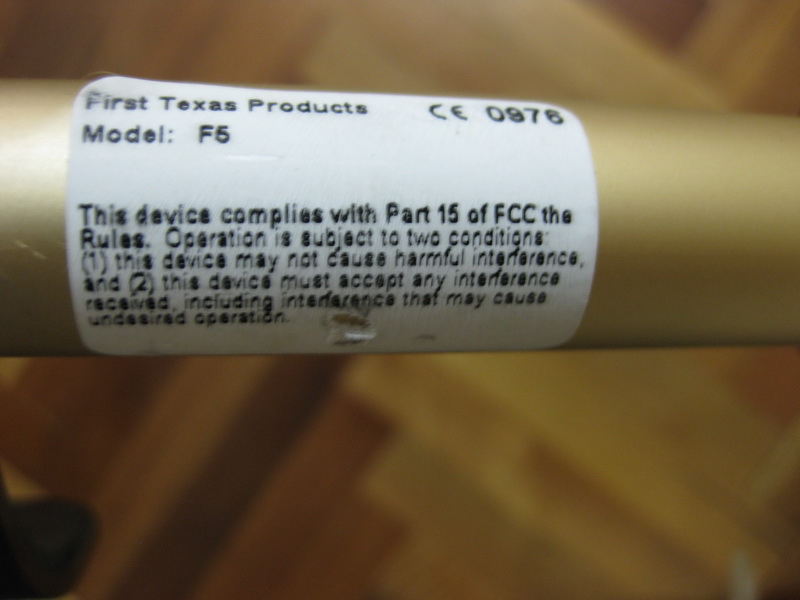 First Texas Products CE 0976
Model: F5
This device complies with Part 15 of FCC the
Rules. Operation is subject to two conditions:
(1) this device may not cause harmful interference,
and (2) this device must accept any interference
received, including interference that may cause
undesired operation.